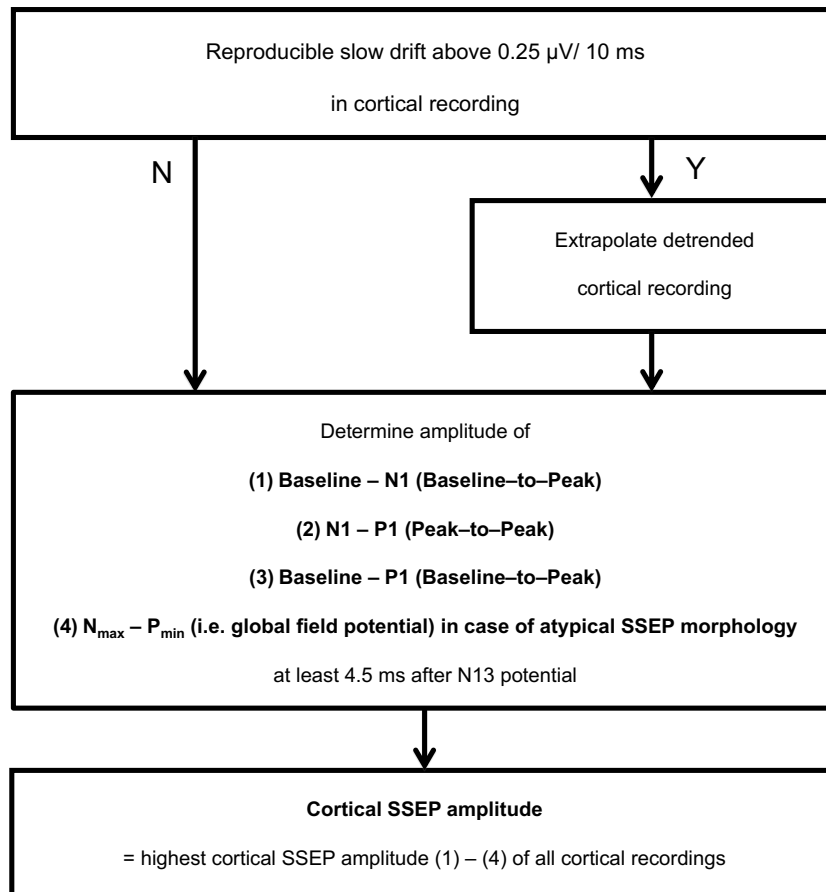 Reproducible slow drift above 0.25 µV/ 10 ms
in cortical recording
N
Y
Extrapolate detrended
cortical recording
Determine amplitude of
(1) Baseline – N1 (Baseline–to–Peak)
(2) N1 – P1 (Peak–to–Peak)
(3) Baseline – P1 (Baseline–to–Peak)
(4) Nmax – Pmin (i.e. global field potential) in case of atypical SSEP morphology
at least 4.5 ms after N13 potential
Cortical SSEP amplitude
= highest cortical SSEP amplitude (1) – (4) of all cortical recordings